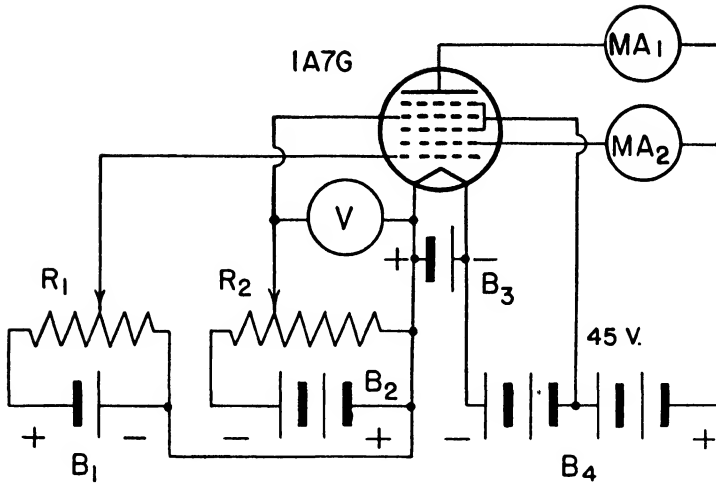 1A7G
MA1
MA2
V
+
−
B3
R1
R2
45 V.
B2
+
−
−
+
−
+
B1
B4